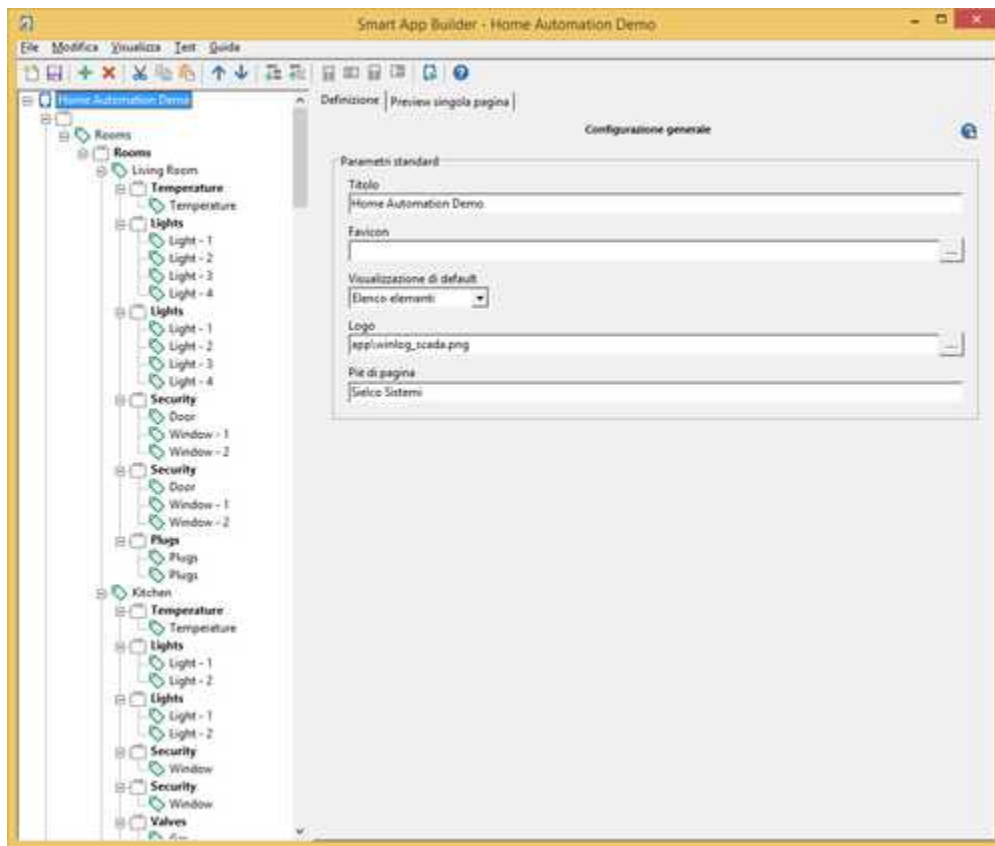 Smart App Builder - Home Automation Demo
File Modifica Visualizza Test Guida
Home Automation Demo
Rooms
Rooms
Living Room
Temperature
Temperature
Lights
Light - 1
Light - 2
Light - 3
Light - 4
Lights
Light - 1
Light - 2
Light - 3
Light - 4
Security
Door
Window - 1
Window - 2
Security
Door
Window - 1
Window - 2
Plugs
Plugs
Plugs
Kitchen
Temperature
Temperature
Lights
Light - 1
Light - 2
Lights
Light - 1
Light - 2
Security
Window
Security
Window
Valves
Definizione Preview singola pagina
Configurazione generale
Parametri standard
Titolo
Home Automation Demo
Favicon
...
Visualizzazione di default
Elenco elementi
Logo
app\winlog_scada.png
...
Piè di pagina
Sielco Sistemi